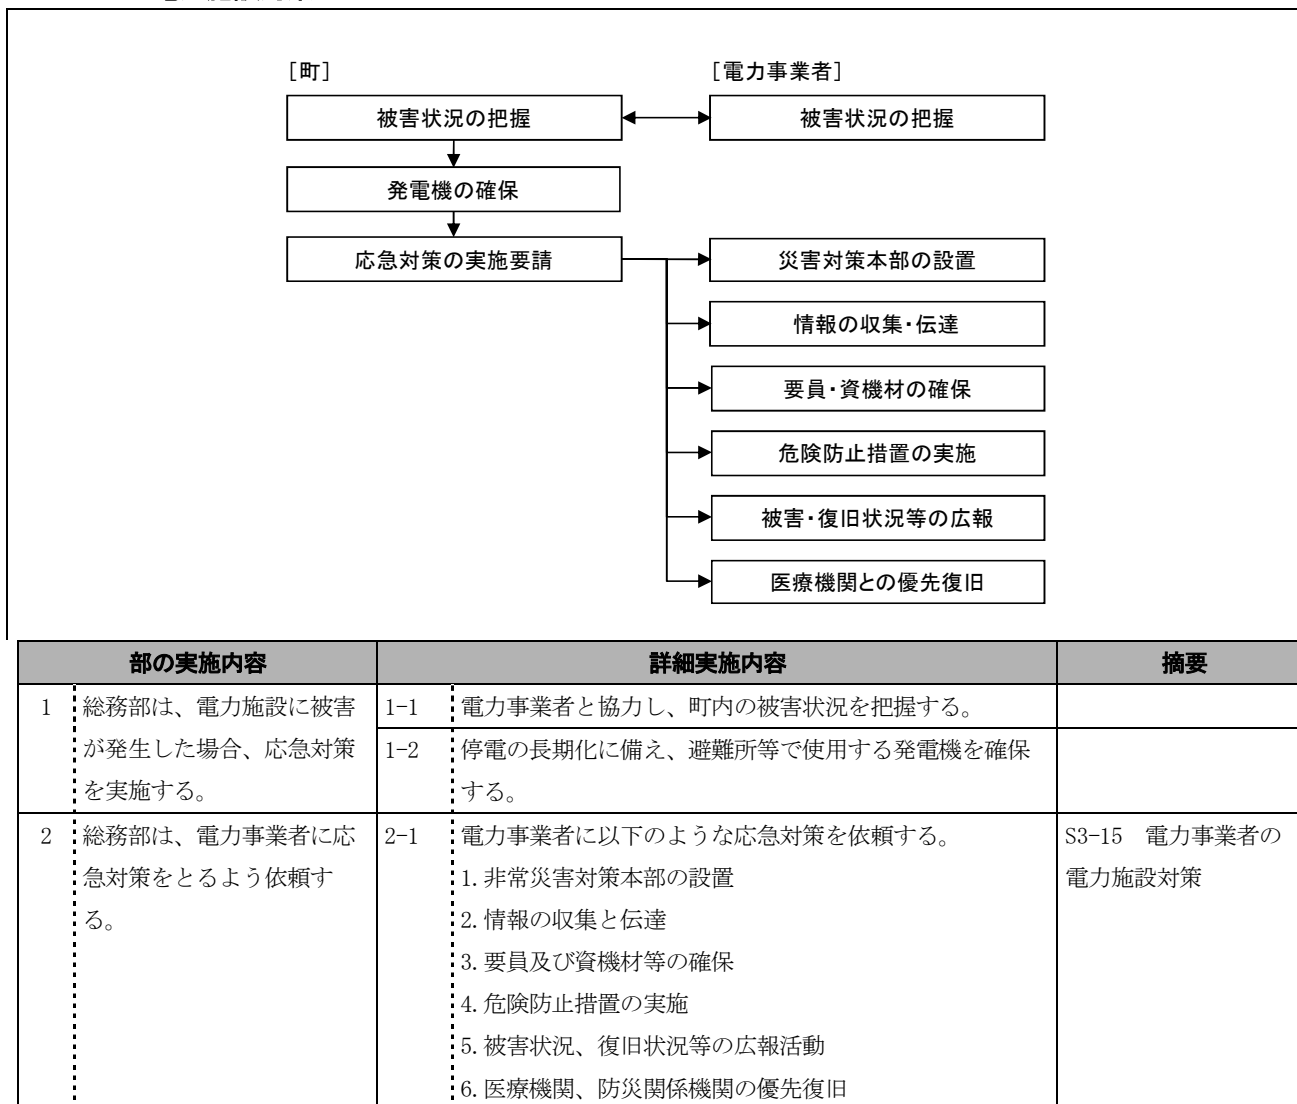 ［町］
［電力事業者］
被害状況の把握
被害状況の把握
発電機の確保
応急対策の実施要請
災害対策本部の設置
情報の収集・伝達
要員・資機材の確保
危険防止措置の実施
被害・復旧状況等の広報
医療機関との優先復旧
部の実施内容
詳細実施内容
摘要
1
総務部は、電力施設に被害
が発生した場合、応急対策
を実施する。
1-1
電力事業者と協力し、町内の被害状況を把握する。
1-2
停電の長期化に備え、避難所等で使用する発電機を確保
する。
2
総務部は、電力事業者に応
急対策をとるよう依頼す
る。
2-1
電力事業者に以下のような応急対策を依頼する。
1.非常災害対策本部の設置
2.情報の収集と伝達
3.要員及び資機材等の確保
4.危険防止措置の実施
5.被害状況、復旧状況等の広報活動
6.医療機関、防災関係機関の優先復旧
S3-15　電力事業者の
電力施設対策